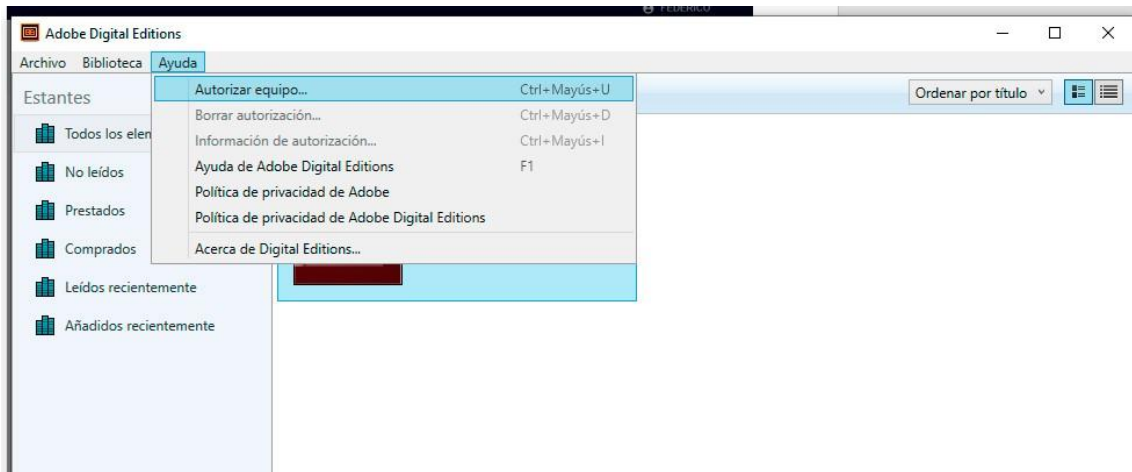 FEDERICO
Adobe Digital Editions
Archivo Biblioteca Ayuda
Estantes
Autorizar equipo... Ctrl+Mayús+U
Ordenar por título
Todos los elem
Borrar autorización... Ctrl+Mayús+D
Información de autorización... Ctrl+Mayús+I
No leídos
Ayuda de Adobe Digital Editions F1
Política de privacidad de Adobe
Prestados
Política de privacidad de Adobe Digital Editions
Comprados
Acerca de Digital Editions...
Leídos recientemente
Añadidos recientemente